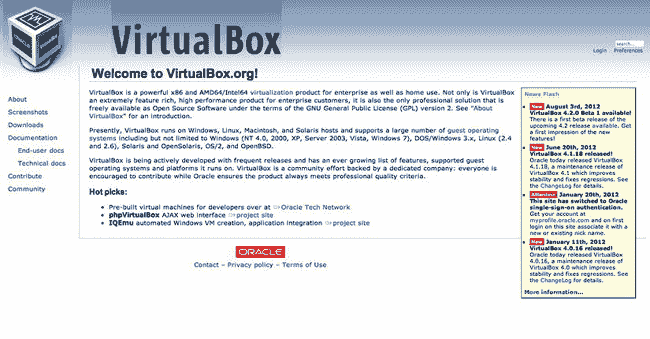 VirtualBox
search...
Login Preferences
Welcome to VirtualBox.org!
About
Screenshots
Downloads
Documentation
End-user docs
Technical docs
Contribute
Community
VirtualBox is a powerful x86 and AMD64/Intel64 virtualization product for enterprise as well as home use. Not only is VirtualBox
an extremely feature rich, high performance product for enterprise customers, it is also the only professional solution that is
freely available as Open Source Software under the terms of the GNU General Public License (GPL) version 2. See "About
VirtualBox" for an introduction.
Presently, VirtualBox runs on Windows, Linux, Macintosh, and Solaris hosts and supports a large number of guest operating
systems including but not limited to Windows (NT 4.0, 2000, XP, Server 2003, Vista, Windows 7), DOS/Windows 3.x, Linux (2.4
and 2.6), Solaris and OpenSolaris, OS/2, and OpenBSD.
VirtualBox is being actively developed with frequent releases and has an ever growing list of features, supported guest
operating systems and platforms it runs on. VirtualBox is a community effort backed by a dedicated company: everyone is
encouraged to contribute while Oracle ensures the product always meets professional quality criteria.
Hot picks:
• Pre-built virtual machines for developers over at Oracle Tech Network
• phpVirtualBox AJAX web interface project site
• IQEmu automated Windows VM creation, application integration project site
News Flash
• New August 3rd, 2012
VirtualBox 4.2.0 Beta 1 available!
There is a first beta release of the
upcoming 4.2 release available. Get
a first impression of the new
features!
• New June 20th, 2012
VirtualBox 4.1.18 released!
Oracle today released VirtualBox
4.1.18, a maintenance release of
VirtualBox 4.1 which improves
stability and fixes regressions. See
the ChangeLog for details.
• Attention January 20th, 2012
This site has switched to Oracle
single-sign-on authentication.
Get your account at
myprofile.oracle.com and on first
login on this site associate it with a
new or existing nick name.
• New January 11th, 2012
VirtualBox 4.0.16 released!
Oracle today released VirtualBox
4.0.16, a maintenance release of
VirtualBox 4.0 which improves
stability and fixes regressions. See
the ChangeLog for details.
More information...
ORACLE
Contact – Privacy policy – Terms of Use